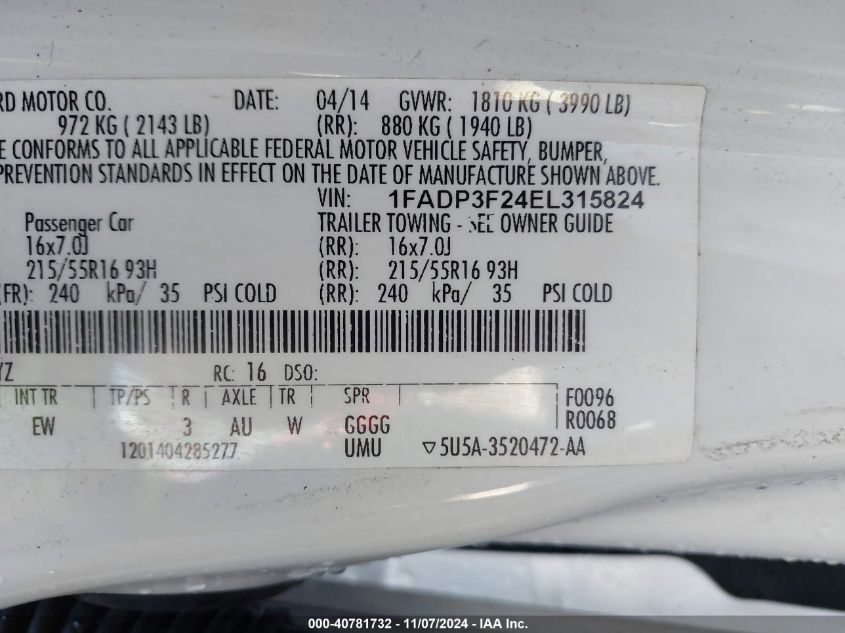 RD MOTOR CO. DATE: 04/14 GVWR: 1810 KG ( 3990 LB)
972 KG ( 2143 LB) (RR): 880 KG ( 1940 LB)
E CONFORMS TO ALL APPLICABLE FEDERAL MOTOR VEHICLE SAFETY, BUMPER,
PREVENTION STANDARDS IN EFFECT ON THE DATE OF MANUFACTURE SHOWN ABOVE.
VIN: 1FADP3F24EL315824
Passenger Car TRAILER TOWING - SEE OWNER GUIDE
16x7.0J (RR): 16x7.0J
215/55R16 93H (RR): 215/55R16 93H
(FR): 240 kPa/ 35 PSI COLD (RR): 240 kPa/ 35 PSI COLD
YZ RC: 16 DSO:
INT TR TP/PS R AXLE TR SPR F0096
EW 3 AU W GGGG R0068
1201404285277 UMU ▽5U5A-3520472-AA
000-40781732 - 11/07/2024 - IAA Inc.